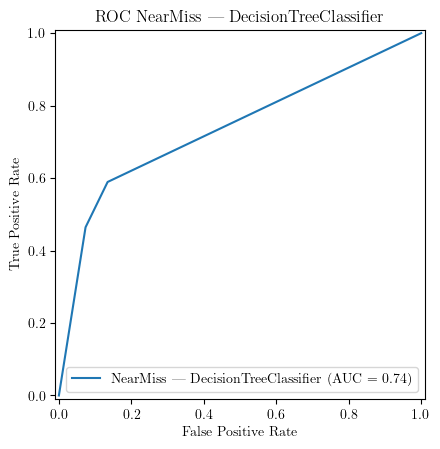 ROC NearMiss — DecisionTreeClassifier
1.0
0.8
0.6
0.4
0.2
0.0
True Positive Rate
NearMiss — DecisionTreeClassifier (AUC = 0.74)
0.0 0.2 0.4 0.6 0.8 1.0
False Positive Rate